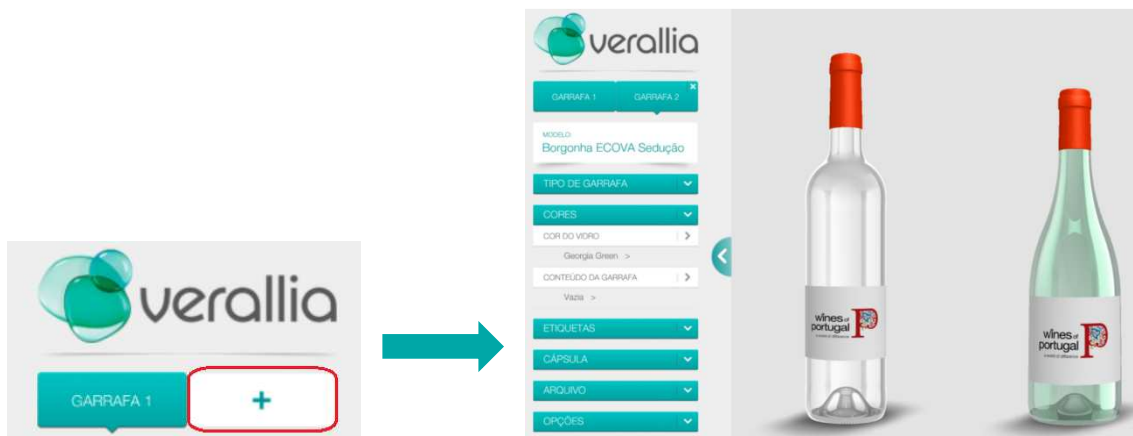 verallia
GARRAFA 1
+
verallia
GARRAFA 1 GARRAFA 2 ×
MODELO:
Borgonha ECOVA Sedução
TIPO DE GARRAFA
CORES
COR DO VIDRO >
Georgia Green >
CONTEÚDO DA GARRAFA >
Vazia >
ETIQUETAS
CÁPSULA
ARQUIVO
OPÇÕES
wines of
portugal P
wines of
portugal P